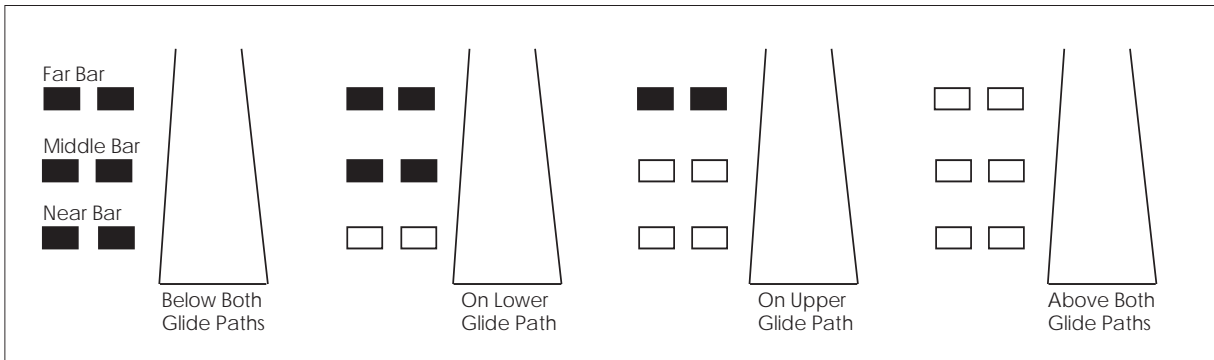 Far Bar
Middle Bar
Near Bar
Below Both
Glide Paths
On Lower
Glide Path
On Upper
Glide Path
Above Both
Glide Paths